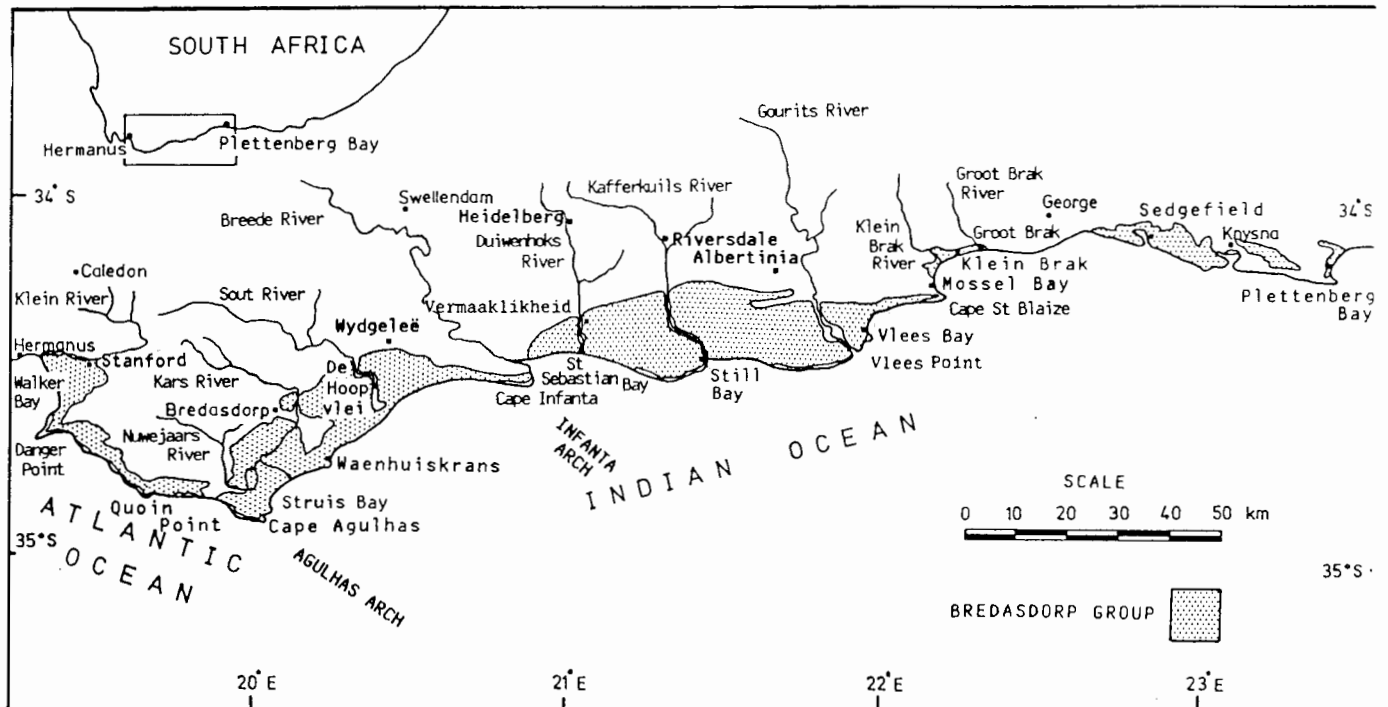 SOUTH AFRICA
Hermanus
Plettenberg Bay
34°S
34°S
Gourits River
Groot Brak
River
Kafferkuils River
Swellendam
Breede River
Heidelberg
Duiwenhoks
River
Riversdale
Albertinia
Klein
Brak
River
George
Groot Brak
Sedgefield
Knysna
Klein Brak
Mossel Bay
Cape St Blaize
Plettenberg
Bay
Caledon
Klein River
Sout River
Vermaaklikheid
Wydgeleë
Vlees Bay
Vlees Point
Hermanus
Stanford
Walker
Bay
Kars River
De
Hoop
vlei
St
Sebastian Bay
Cape Infanta
Still
Bay
Bredasdorp
Nuwejaars
River
Danger
Point
INFANTA
ARCH
INDIAN OCEAN
Waenhuiskrans
Quoin
Point
Struis Bay
Cape Agulhas
ATLANTIC
OCEAN
AGULHAS ARCH
35°S
35°S
SCALE
0 10 20 30 40 50 km
BREDASDORP GROUP
20°E
21°E
22°E
23°E